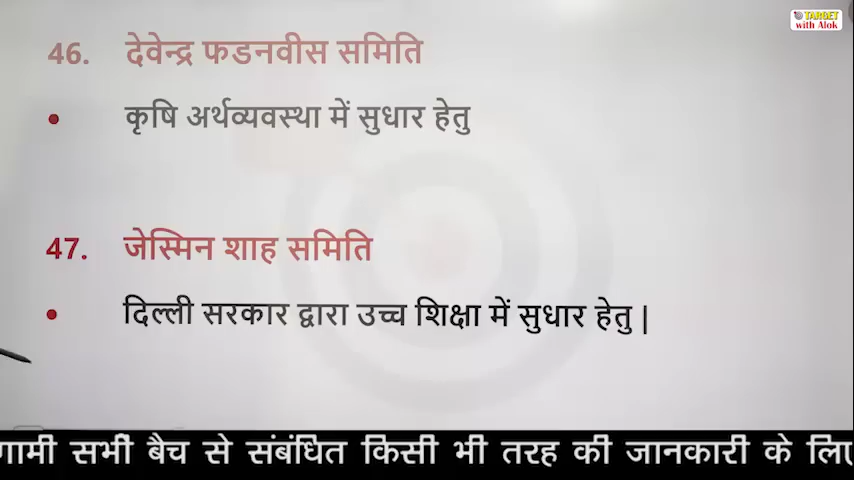 TARGET
with Alok
46. देवेन्द्र फडनवीस समिति
• कृषि अर्थव्यवस्था में सुधार हेतु
47. जेस्मिन शाह समिति
• दिल्ली सरकार द्वारा उच्च शिक्षा में सुधार हेतु |
सभी बैच से संबंधित किसी भी तरह की जानकारी के